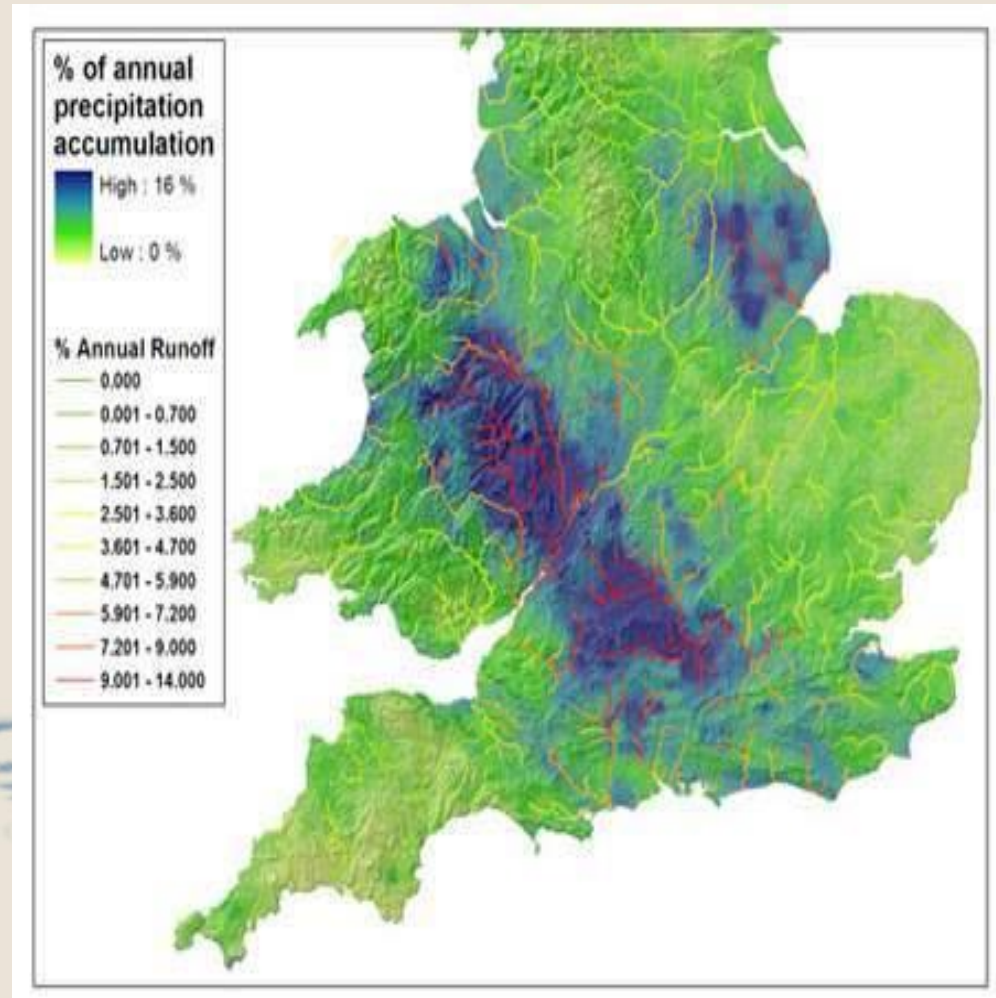 % of annual
precipitation
accumulation
High : 16 %
Low : 0 %
% Annual Runoff
0.000
0.001 - 0.700
0.701 - 1.500
1.501 - 2.500
2.501 - 3.600
3.601 - 4.700
4.701 - 5.900
5.901 - 7.200
7.201 - 9.000
9.001 - 14.000